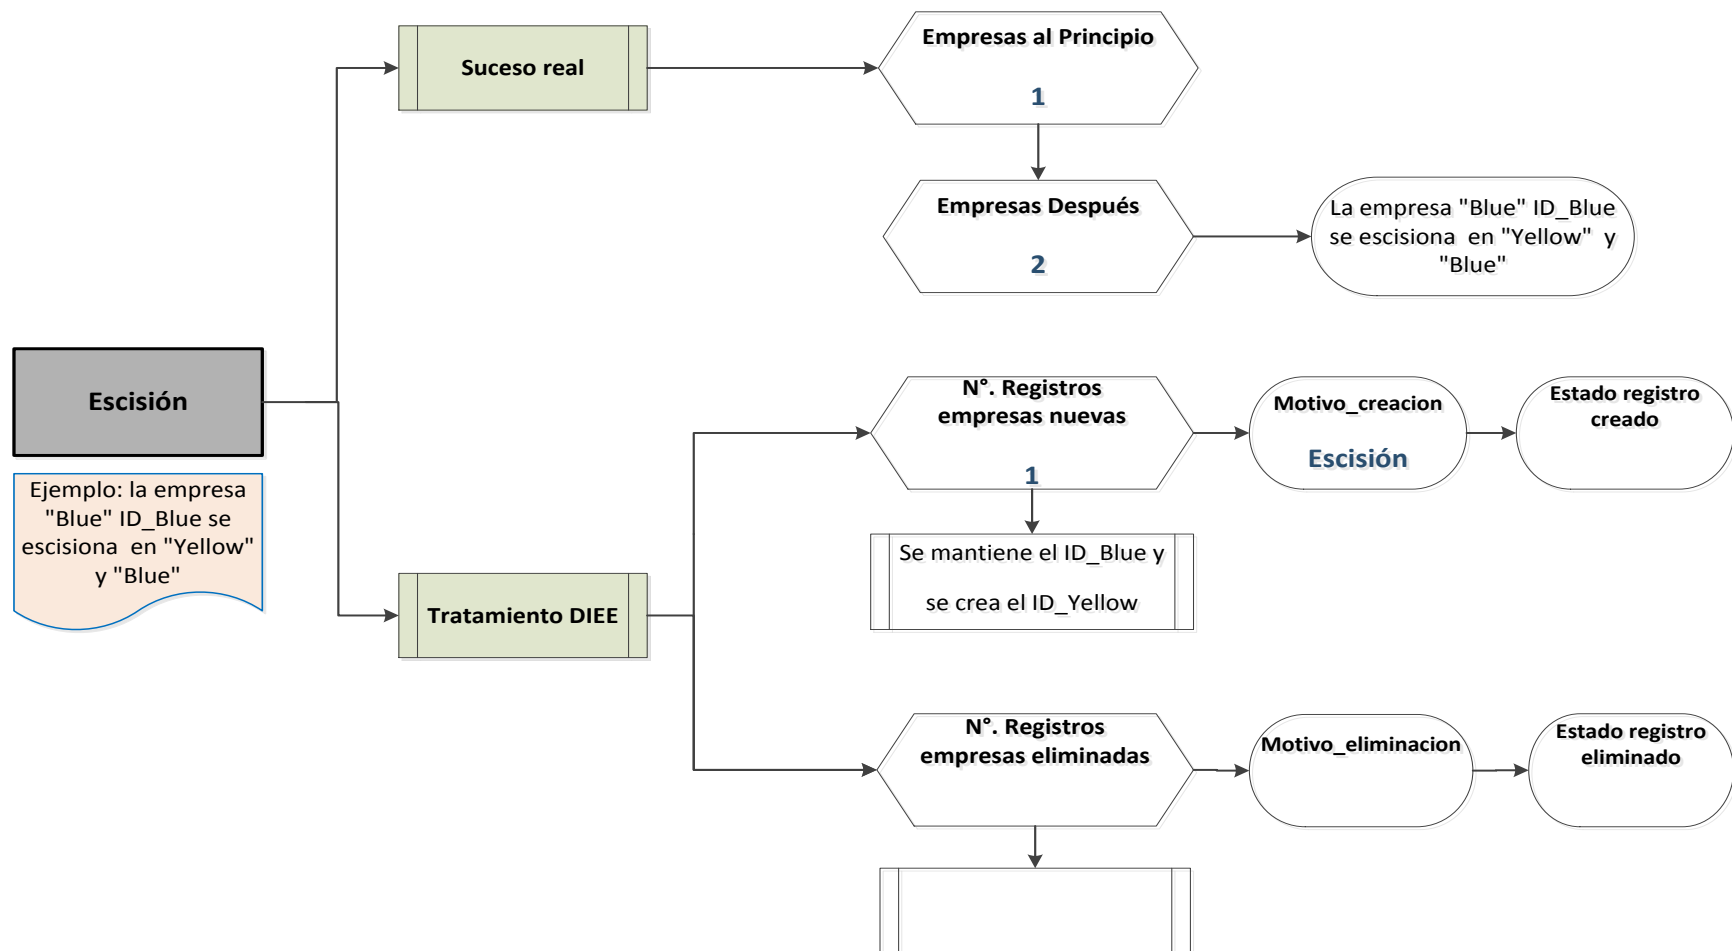 Suceso real
Empresas al Principio
1
Empresas Después
2
La empresa "Blue" ID_Blue
se escisiona  en "Yellow"  y
"Blue"
Escisión
Ejemplo: la empresa
"Blue" ID_Blue se
escisiona  en "Yellow"
y "Blue"
Tratamiento DIEE
N°. Registros
empresas nuevas
1
Motivo_creacion
Escisión
Estado registro
creado
Se mantiene el ID_Blue y
se crea el ID_Yellow
N°. Registros
empresas eliminadas
Motivo_eliminacion
Estado registro
eliminado